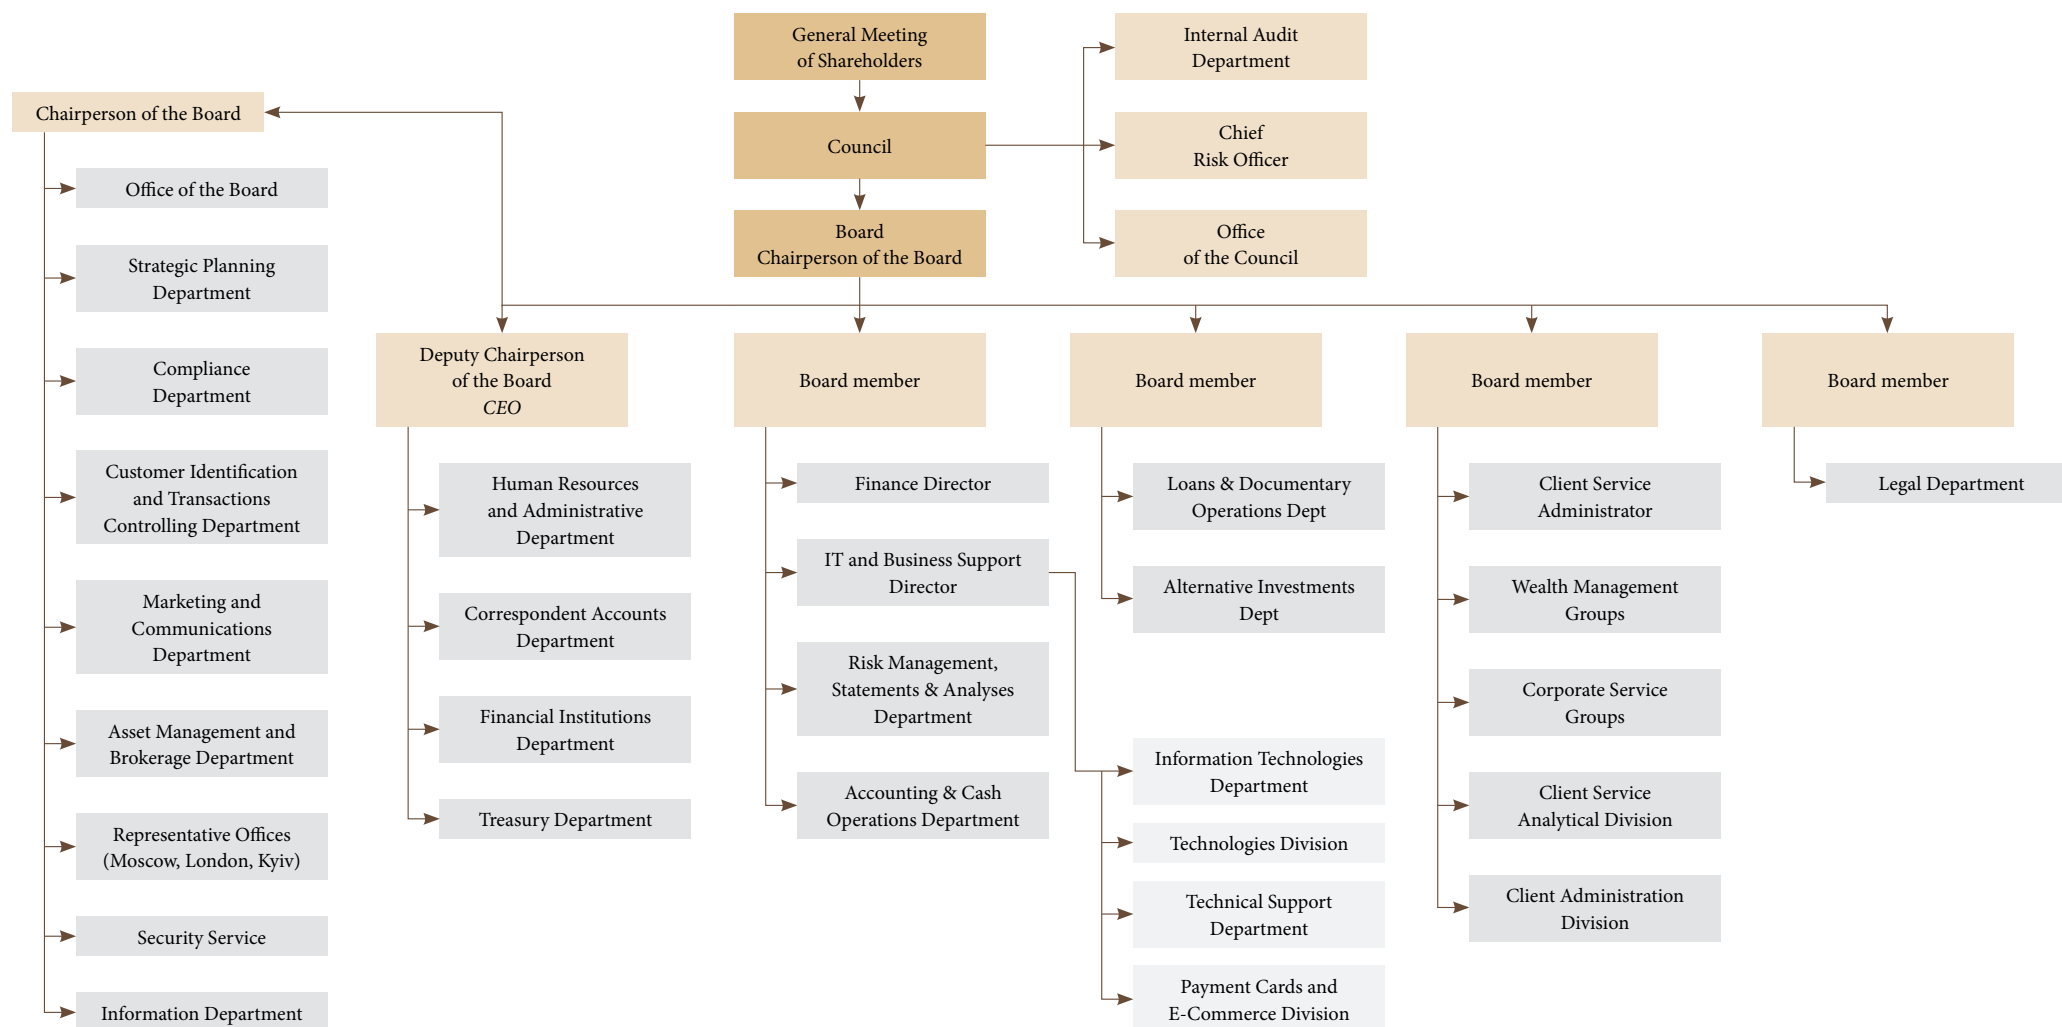 General Meeting
of Shareholders
Internal Audit
Department
Chairperson of the Board
Council
Chief
Risk Officer
Board
Chairperson of the Board
Office
of the Council
Office of the Board
Strategic Planning
Department
Compliance
Department
Customer Identification
and Transactions
Controlling Department
Marketing and
Communications
Department
Asset Management and
Brokerage Department
Representative Offices
(Moscow, London, Kyiv)
Security Service
Information Department
Deputy Chairperson
of the Board
CEO
Human Resources
and Administrative
Department
Correspondent Accounts
Department
Financial Institutions
Department
Treasury Department
Board member
Finance Director
IT and Business Support
Director
Risk Management,
Statements & Analyses
Department
Accounting & Cash
Operations Department
Board member
Loans & Documentary
Operations Dept
Alternative Investments
Dept
Information Technologies
Department
Technologies Division
Technical Support
Department
Payment Cards and
E-Commerce Division
Board member
Client Service
Administrator
Wealth Management
Groups
Corporate Service
Groups
Client Service
Analytical Division
Client Administration
Division
Board member
Legal Department